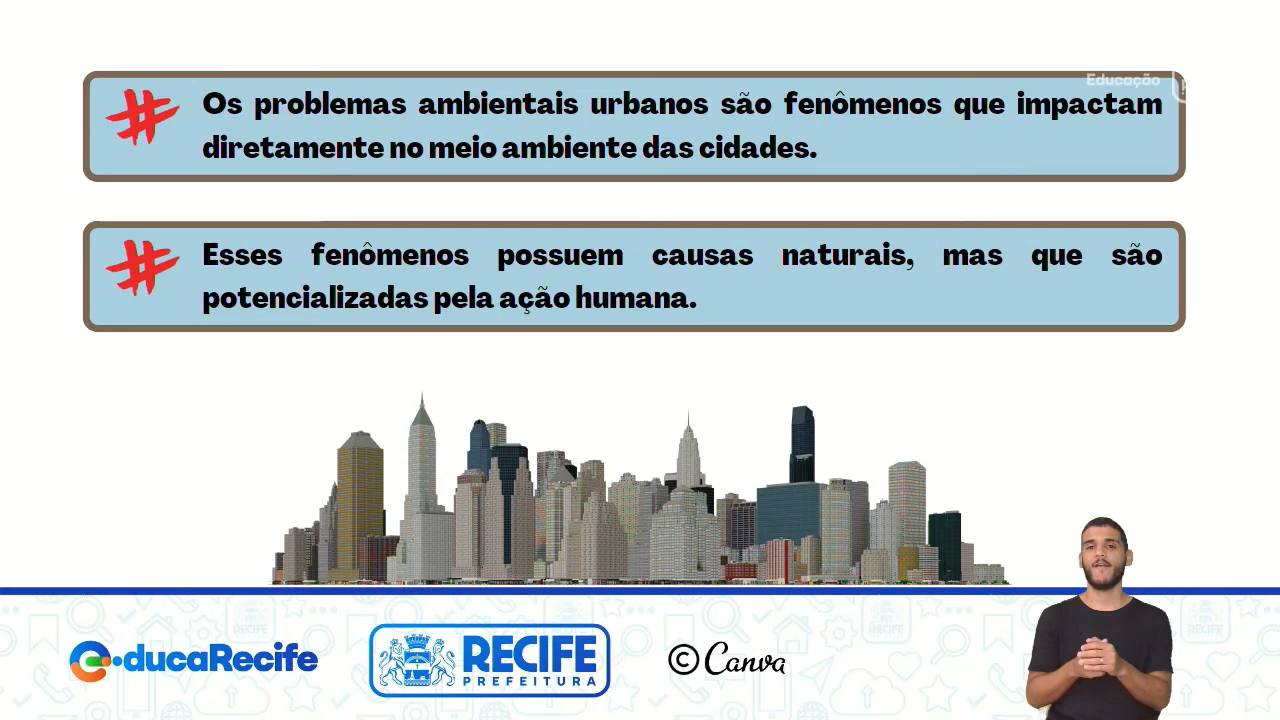 Educação
# Os problemas ambientais urbanos são fenômenos que impactam
diretamente no meio ambiente das cidades.
# Esses fenômenos possuem causas naturais, mas que são
potencializadas pela ação humana.
e·ducaRecife
RECIFE
PREFEITURA
© Canva